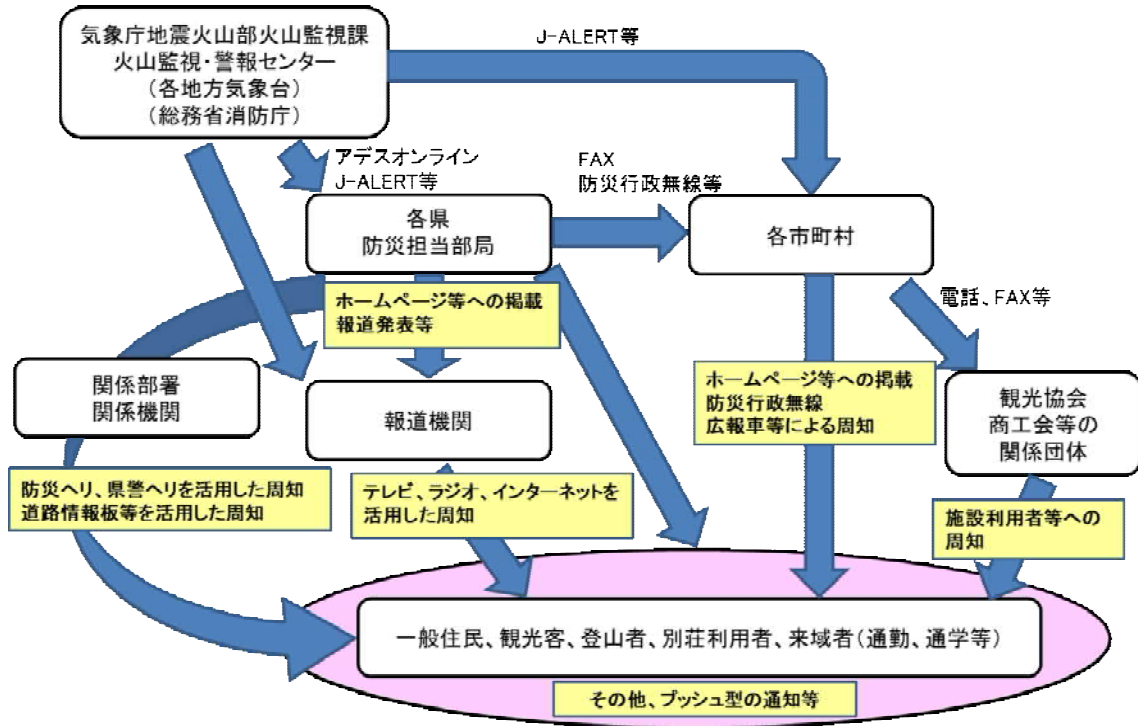 気象庁地震火山部火山監視課
火山監視・警報センター
（各地方気象台）
（総務省消防庁）
J-ALERT等
アデスオンライン
J-ALERT等
FAX
防災行政無線等
各県
防災担当部局
各市町村
ホームページ等への掲載
報道発表等
電話、FAX等
関係部署
関係機関
報道機関
ホームページ等への掲載
防災行政無線
広報車等による周知
観光協会
商工会等の
関係団体
防災ヘリ、県警ヘリを活用した周知
道路情報板等を活用した周知
テレビ、ラジオ、インターネットを
活用した周知
施設利用者等への
周知
一般住民、観光客、登山者、別荘利用者、来域者（通勤、通学等）
その他、プッシュ型の通知等